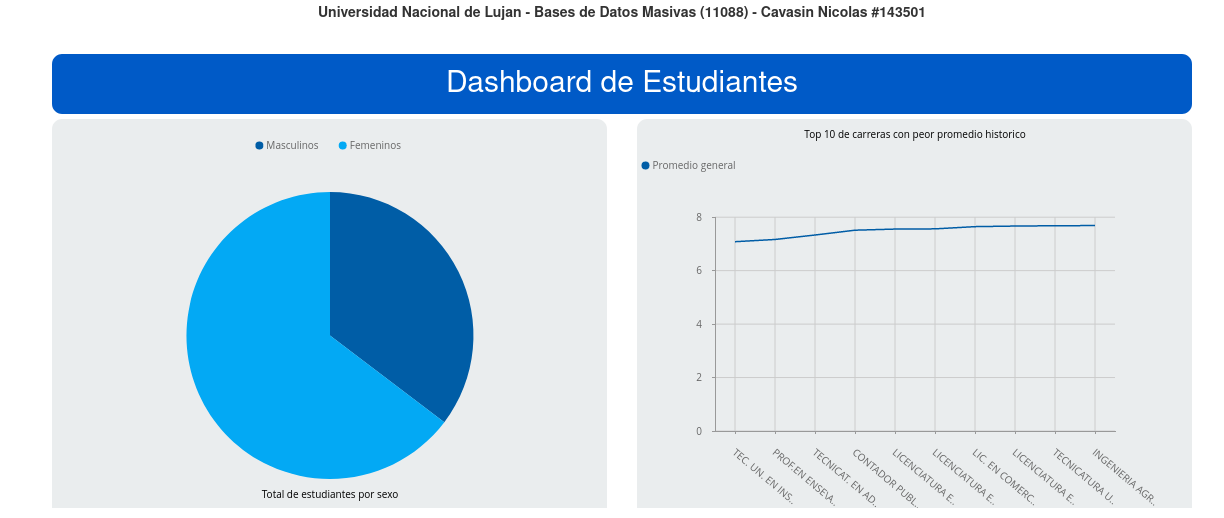 Universidad Nacional de Lujan - Bases de Datos Masivas (11088) - Cavasin Nicolas #143501
Dashboard de Estudiantes
Masculinos
Femeninos
Total de estudiantes por sexo
Top 10 de carreras con peor promedio historico
Promedio general
8
6
4
2
0
TEC. UN. EN INS..
PROF.EN ENSE\A..
TECNICAT. EN AD..
CONTADOR PUBL..
LICENCIATURA E..
LICENCIATURA E..
LIC. EN COMERC..
LICENCIATURA E..
TECNICATURA U..
INGENIERIA AGR..